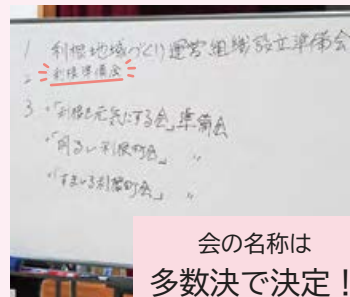 1 利根地域づくり運営組織設立準備会
2 利根準備会
3 ・「利根を元気にする会」準備会
・「明るい利根町会」 〃
・「すまいる利根町会」 〃
会の名称は
多数決で決定！